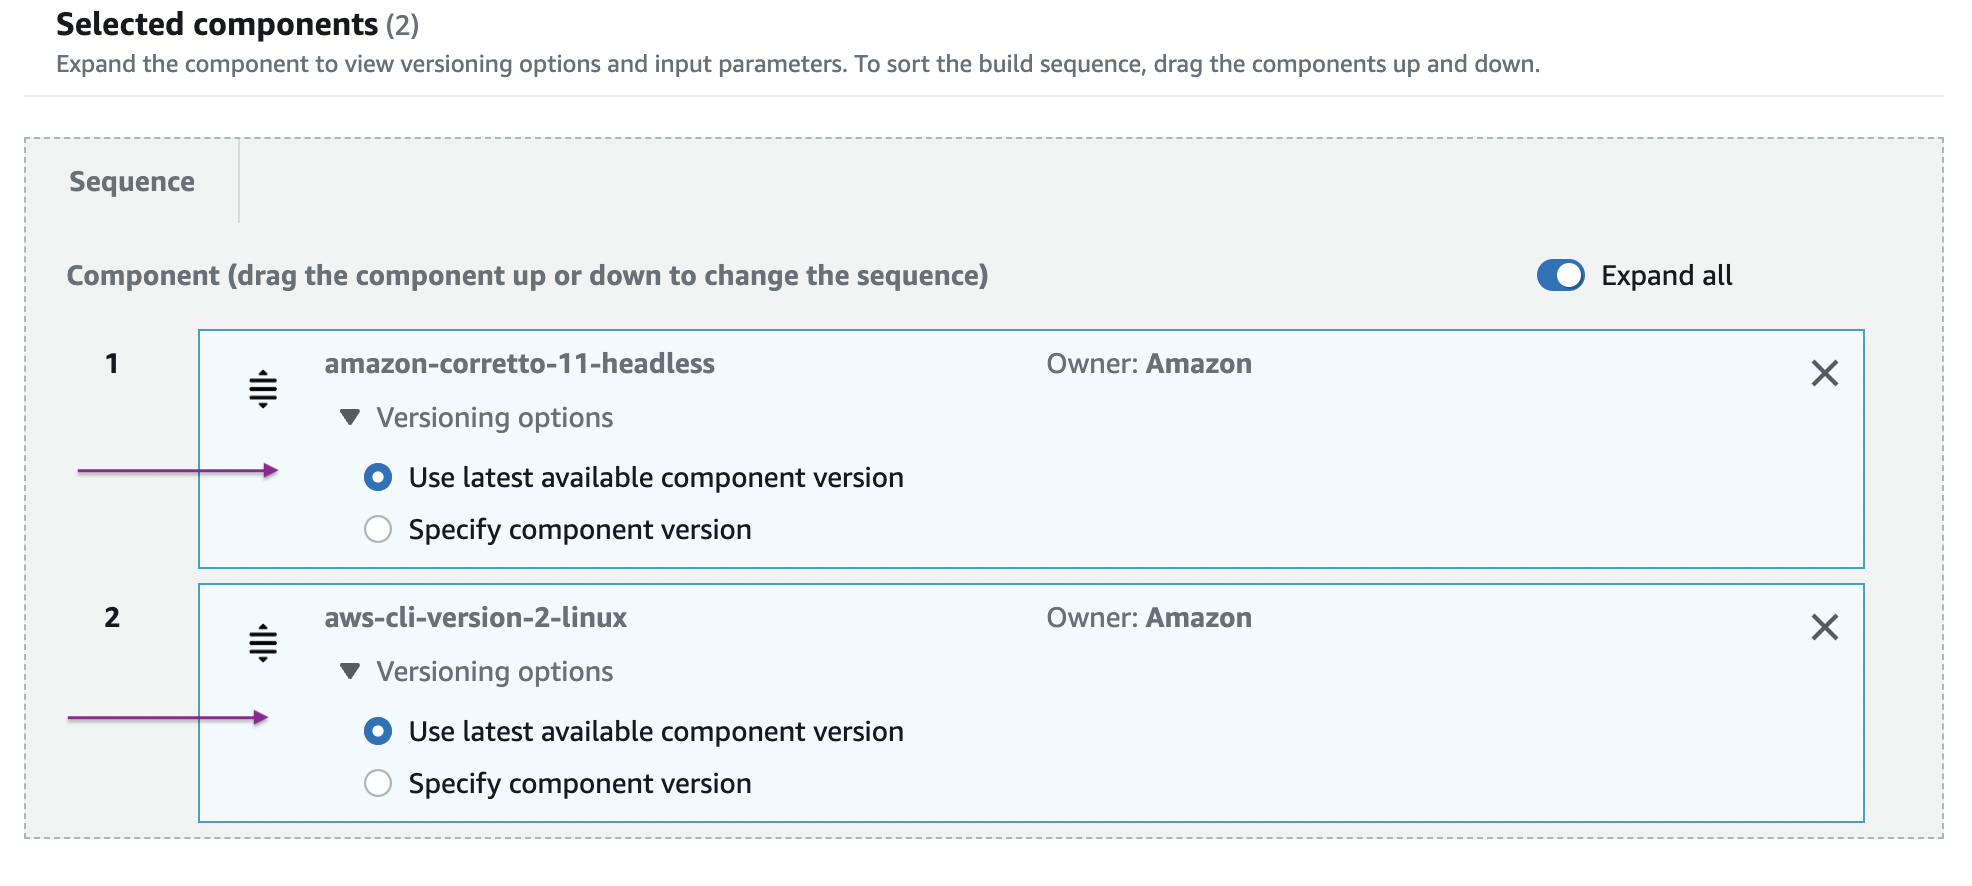 Selected components (2)
Expand the component to view versioning options and input parameters. To sort the build sequence, drag the components up and down.
Sequence
Component (drag the component up or down to change the sequence)
Expand all
1
amazon-corretto-11-headless
Owner: Amazon
Versioning options
Use latest available component version
Specify component version
2
aws-cli-version-2-linux
Owner: Amazon
Versioning options
Use latest available component version
Specify component version